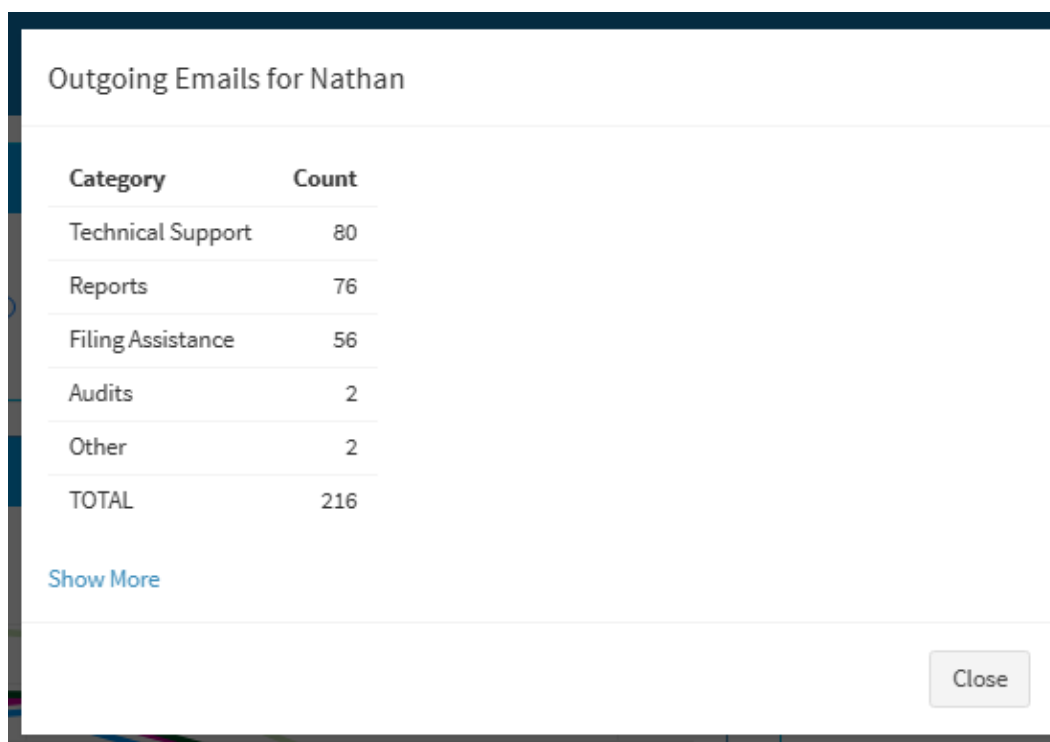 Outgoing Emails for Nathan
Category Count
Technical Support 80
Reports 76
Filing Assistance 56
Audits 2
Other 2
TOTAL 216
Show More
Close